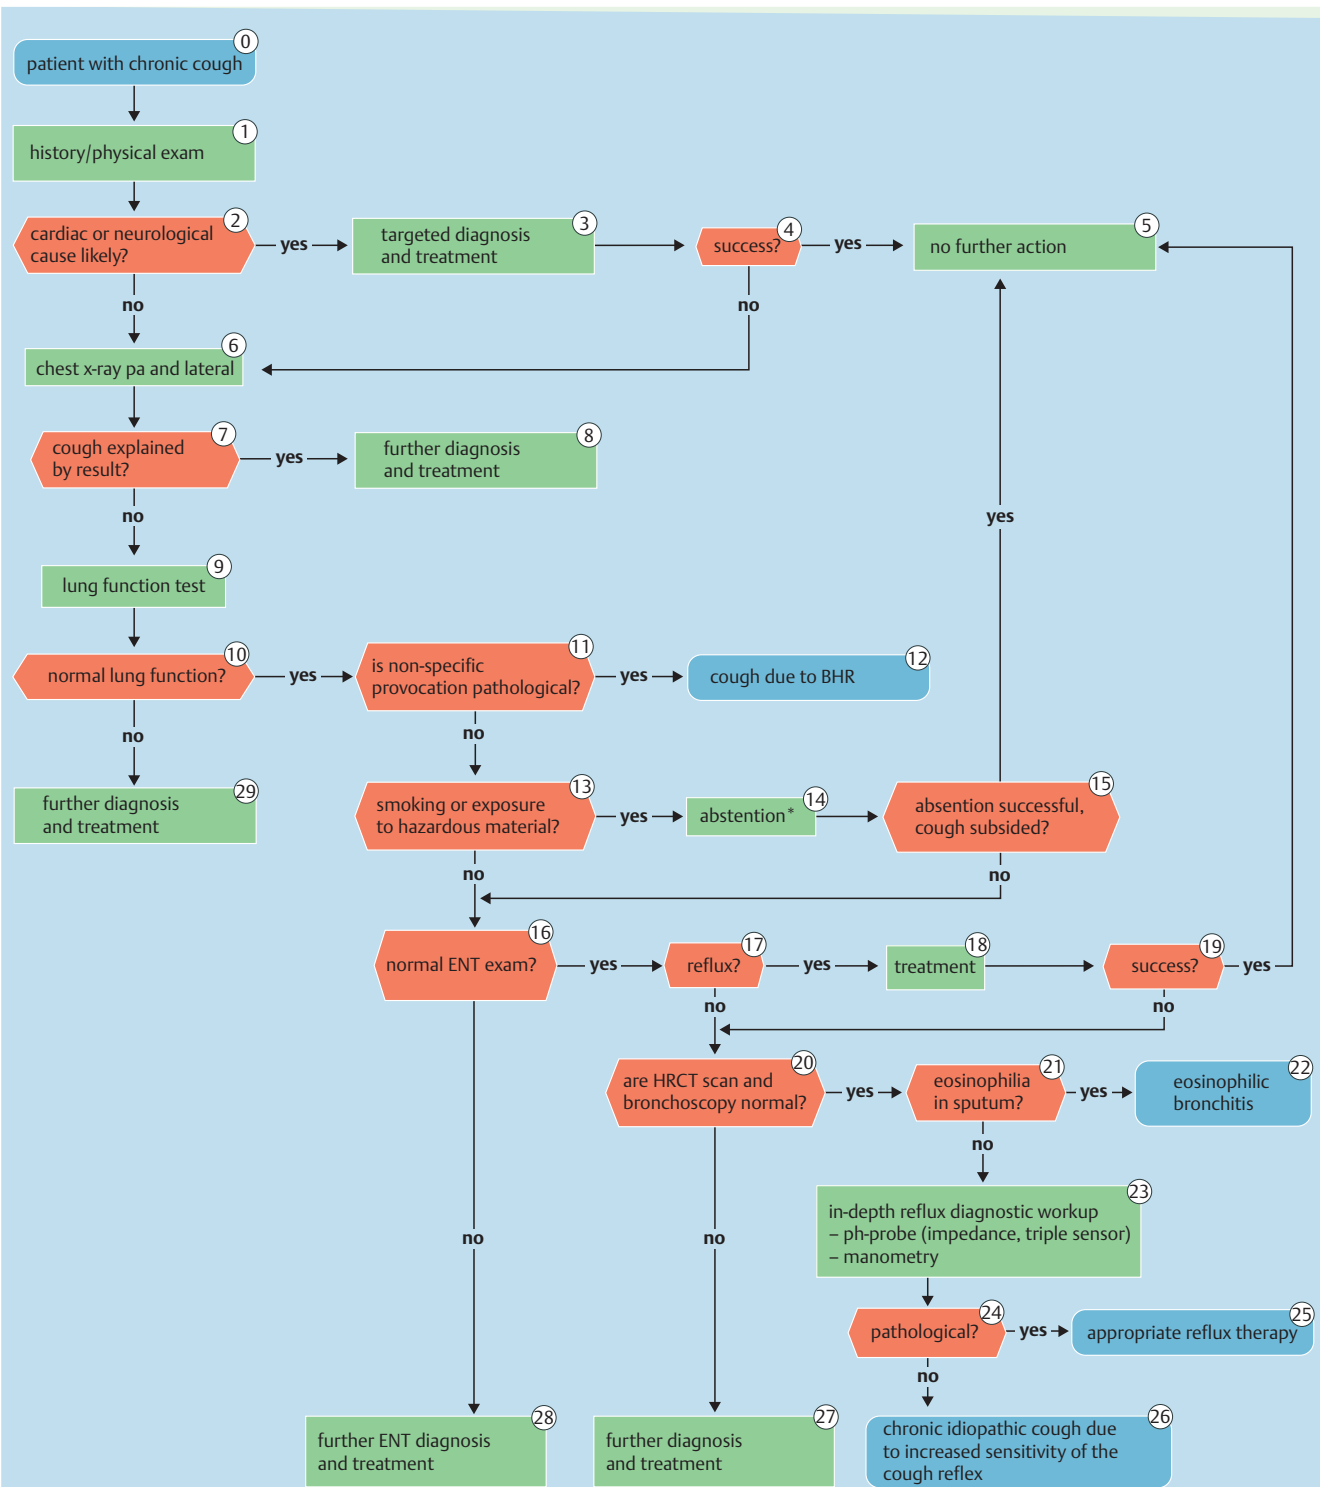 0
patient with chronic cough
1
history/physical exam
2
cardiac or neurological
cause likely?
yes
3
targeted diagnosis
and treatment
4
success?
yes
5
no further action
no
no
6
chest x-ray pa and lateral
7
cough explained
by result?
yes
8
further diagnosis
and treatment
no
yes
9
lung function test
10
normal lung function?
yes
11
is non-specific
provocation pathological?
yes
12
cough due to BHR
no
no
29
further diagnosis
and treatment
13
smoking or exposure
to hazardous material?
yes
14
abstention*
15
absention successful,
cough subsided?
no
no
16
normal ENT exam?
yes
17
reflux?
yes
18
treatment
19
success?
yes
no
no
20
are HRCT scan and
bronchoscopy normal?
yes
21
eosinophilia
in sputum?
yes
22
eosinophilic
bronchitis
no
23
in-depth reflux diagnostic workup
– ph-probe (impedance, triple sensor)
– manometry
no
no
24
pathological?
yes
25
appropriate reflux therapy
no
28
further ENT diagnosis
and treatment
27
further diagnosis
and treatment
26
chronic idiopathic cough due
to increased sensitivity of the
cough reflex